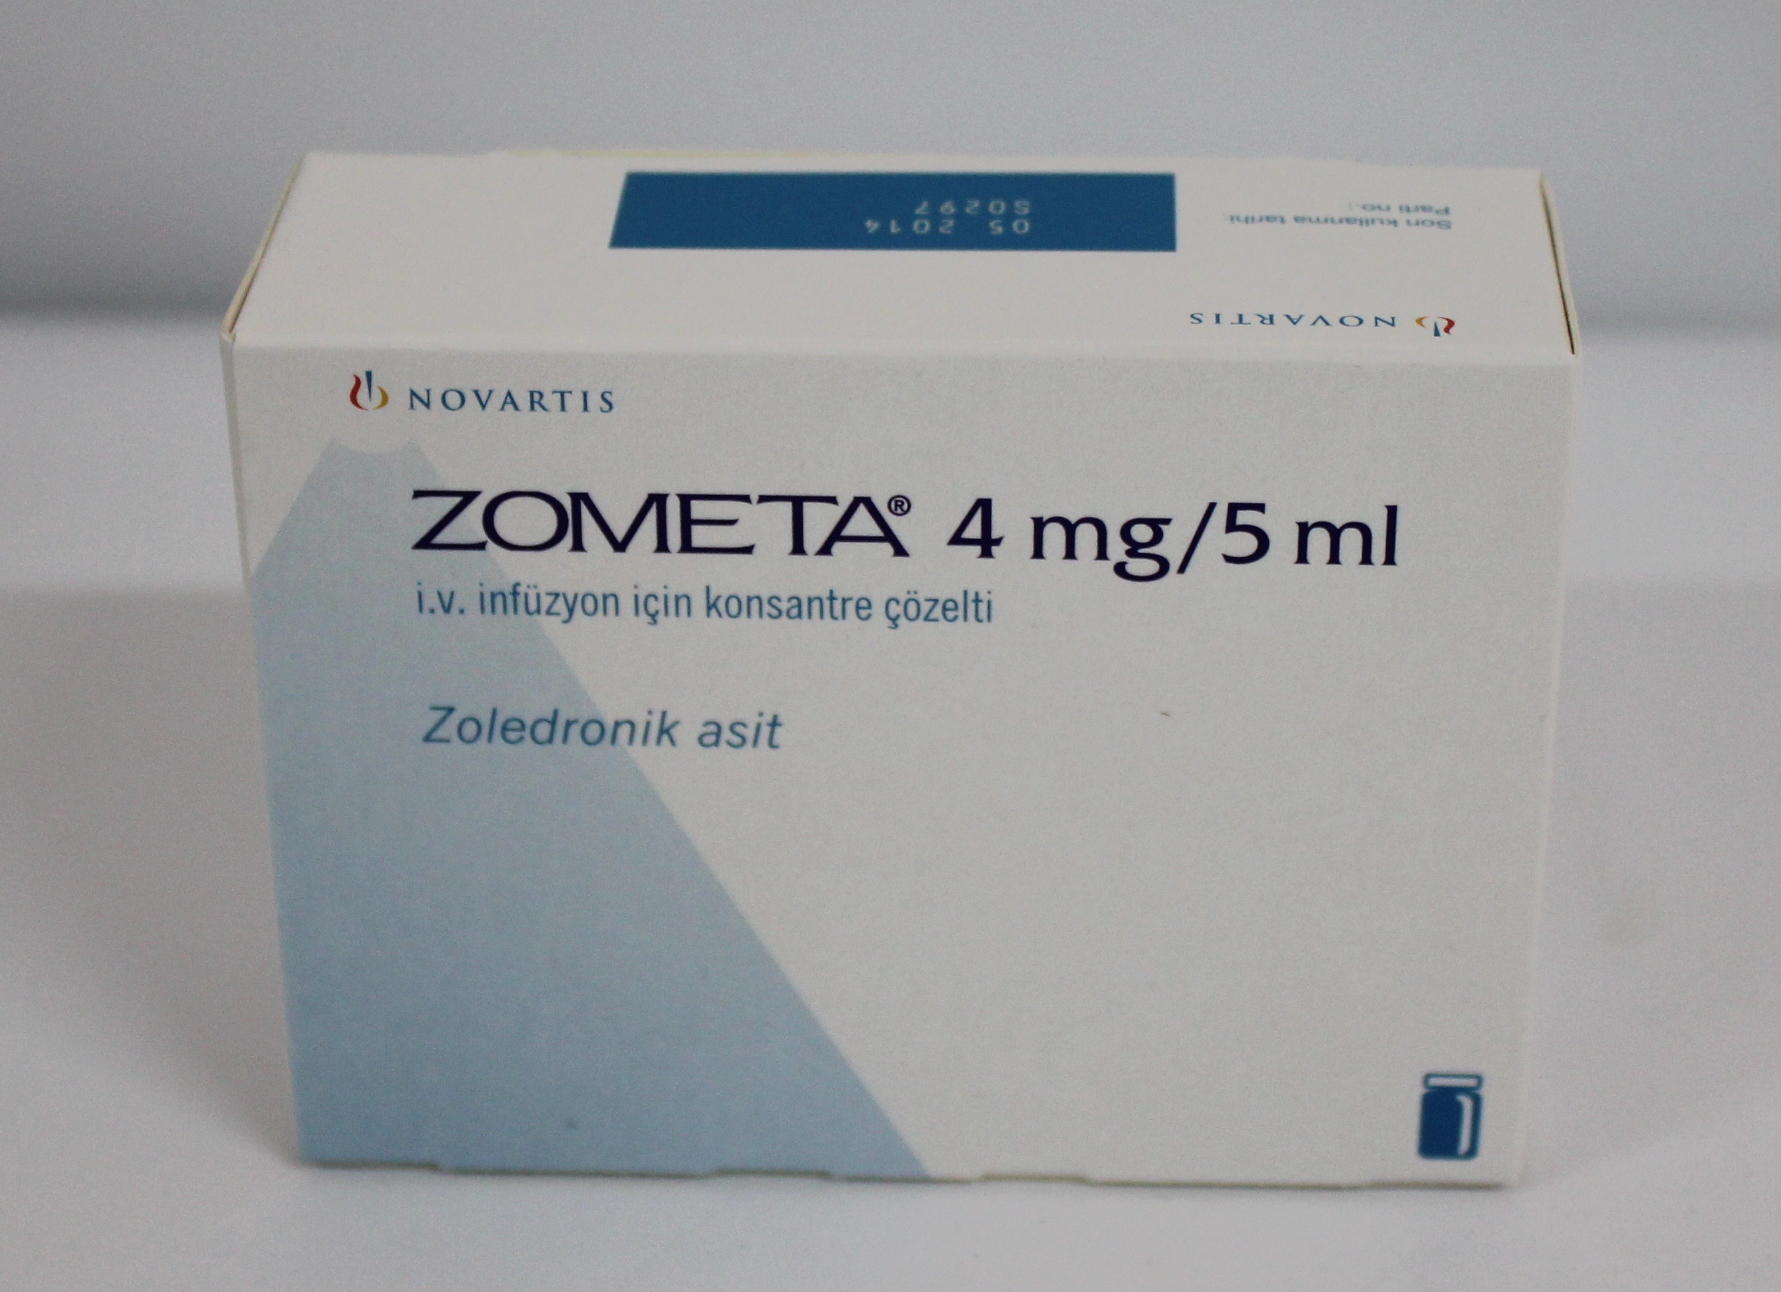 Son kullanma tarihi:
Parti no.:
05 2014
S0297
NOVARTIS
NOVARTIS
ZOMETA® 4 mg/5 ml
i.v. infüzyon için konsantre çözelti
Zoledronik asit